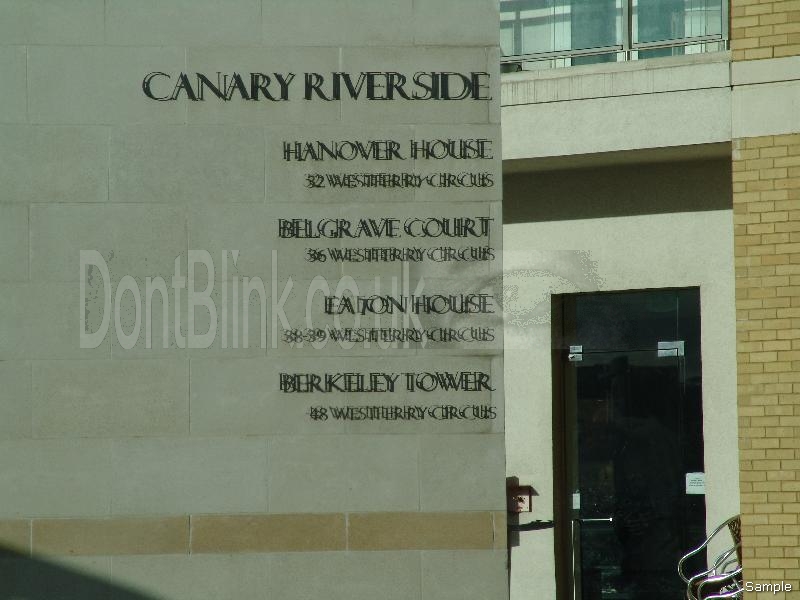 CANARY RIVERSIDE
HANOVER HOUSE
32 WESTFERRY CIRCUS
BELGRAVE COURT
36 WESTFERRY CIRCUS
EATON HOUSE
38-39 WESTFERRY CIRCUS
BERKELEY TOWER
48 WESTFERRY CIRCUS
DontBlink.co.uk
Sample